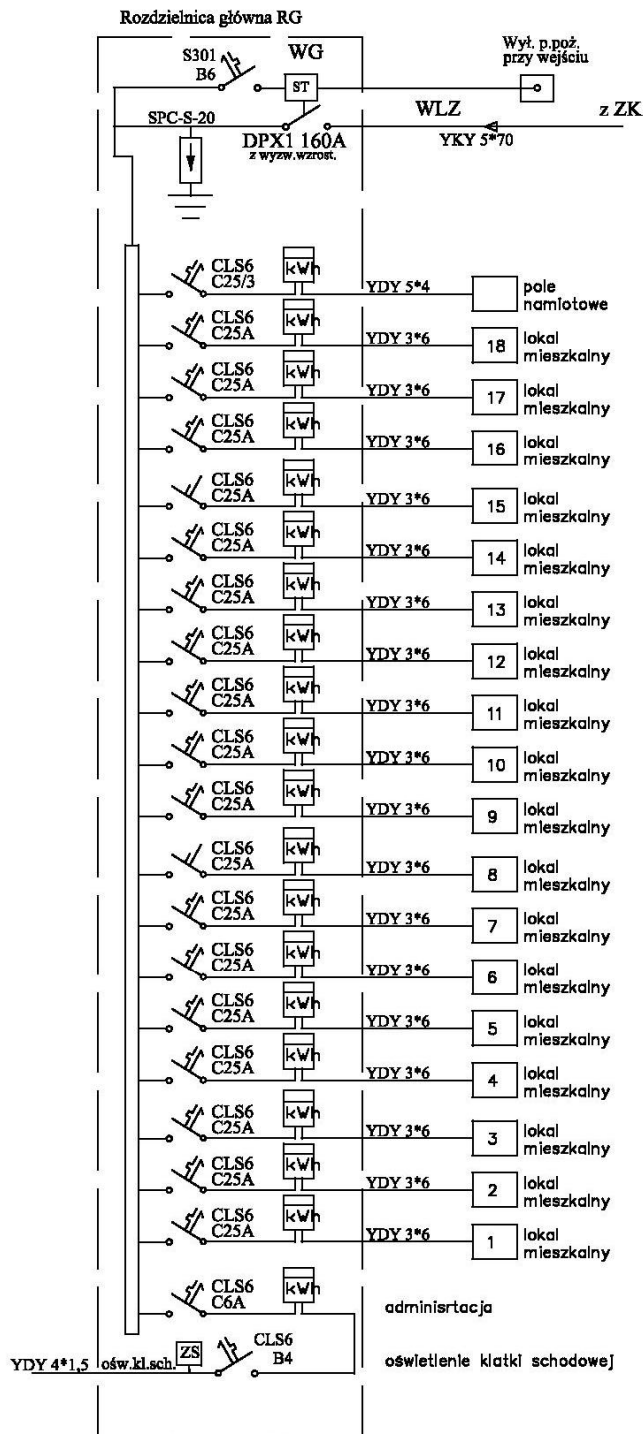 Rozdzielnica główna RG
S301
B6
WG
ST
Wył. p.poż.
przy wejściu
SPC-S-20
DPX1 160A
z wyzw.wzrost.
WLZ
YKY 5*70
z ZK
CLS6
C25/3
kWh
YDY 5*4
pole
namiotowe
CLS6
C25A
kWh
YDY 3*6
18
lokal
mieszkalny
CLS6
C25A
kWh
YDY 3*6
17
lokal
mieszkalny
CLS6
C25A
kWh
YDY 3*6
16
lokal
mieszkalny
CLS6
C25A
kWh
YDY 3*6
15
lokal
mieszkalny
CLS6
C25A
kWh
YDY 3*6
14
lokal
mieszkalny
CLS6
C25A
kWh
YDY 3*6
13
lokal
mieszkalny
CLS6
C25A
kWh
YDY 3*6
12
lokal
mieszkalny
CLS6
C25A
kWh
YDY 3*6
11
lokal
mieszkalny
CLS6
C25A
kWh
YDY 3*6
10
lokal
mieszkalny
CLS6
C25A
kWh
YDY 3*6
9
lokal
mieszkalny
CLS6
C25A
kWh
YDY 3*6
8
lokal
mieszkalny
CLS6
C25A
kWh
YDY 3*6
7
lokal
mieszkalny
CLS6
C25A
kWh
YDY 3*6
6
lokal
mieszkalny
CLS6
C25A
kWh
YDY 3*6
5
lokal
mieszkalny
CLS6
C25A
kWh
YDY 3*6
4
lokal
mieszkalny
CLS6
C25A
kWh
YDY 3*6
3
lokal
mieszkalny
CLS6
C25A
kWh
YDY 3*6
2
lokal
mieszkalny
CLS6
C25A
kWh
YDY 3*6
1
lokal
mieszkalny
CLS6
C6A
kWh
adminisrtacja
YDY 4*1,5
ośw.kl.sch.
ZS
CLS6
B4
oświetlenie klatki schodowej